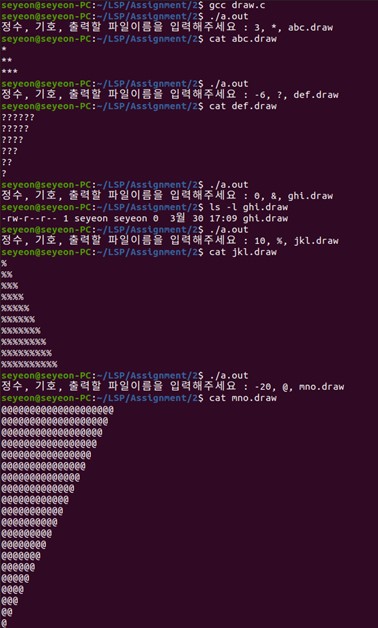 seyeon@seyeon-PC:~/LSP/Assignment/2$ gcc draw.c
seyeon@seyeon-PC:~/LSP/Assignment/2$ ./a.out
정수, 기호, 출력할 파일이름을 입력해주세요 : 3, *, abc.draw
seyeon@seyeon-PC:~/LSP/Assignment/2$ cat abc.draw
*
**
***
seyeon@seyeon-PC:~/LSP/Assignment/2$ ./a.out
정수, 기호, 출력할 파일이름을 입력해주세요 : -6, ?, def.draw
seyeon@seyeon-PC:~/LSP/Assignment/2$ cat def.draw
??????
?????
????
???
??
?
seyeon@seyeon-PC:~/LSP/Assignment/2$ ./a.out
정수, 기호, 출력할 파일이름을 입력해주세요 : 0, &, ghi.draw
seyeon@seyeon-PC:~/LSP/Assignment/2$ ls -l ghi.draw
-rw-r--r-- 1 seyeon seyeon 0  3월 30 17:09 ghi.draw
seyeon@seyeon-PC:~/LSP/Assignment/2$ ./a.out
정수, 기호, 출력할 파일이름을 입력해주세요 : 10, %, jkl.draw
seyeon@seyeon-PC:~/LSP/Assignment/2$ cat jkl.draw
%
%%
%%%
%%%%
%%%%%
%%%%%%
%%%%%%%
%%%%%%%%
%%%%%%%%%
%%%%%%%%%%
seyeon@seyeon-PC:~/LSP/Assignment/2$ ./a.out
정수, 기호, 출력할 파일이름을 입력해주세요 : -20, @, mno.draw
seyeon@seyeon-PC:~/LSP/Assignment/2$ cat mno.draw
@@@@@@@@@@@@@@@@@@@@
@@@@@@@@@@@@@@@@@@@
@@@@@@@@@@@@@@@@@@
@@@@@@@@@@@@@@@@@
@@@@@@@@@@@@@@@@
@@@@@@@@@@@@@@@
@@@@@@@@@@@@@@
@@@@@@@@@@@@@
@@@@@@@@@@@@
@@@@@@@@@@@
@@@@@@@@@@
@@@@@@@@@
@@@@@@@@
@@@@@@@
@@@@@@
@@@@@
@@@@
@@@
@@
@